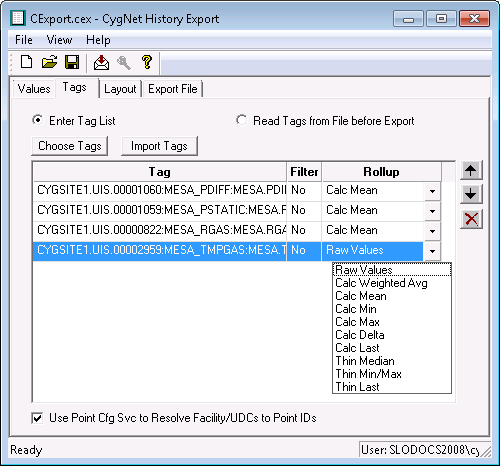 CExport.cex - CygNet History Export
File View Help
Values Tags Layout Export File
Enter Tag List Read Tags from File before Export
Choose Tags Import Tags
Tag Filter Rollup
CYGSITE1.UIS.00001060:MESA_PDIFF:MESA.PDI No Calc Mean
CYGSITE1.UIS.00001059:MESA_PSTATIC:MESA.F No Calc Mean
CYGSITE1.UIS.00000822:MESA_RGAS:MESA.RGA No Calc Mean
CYGSITE1.UIS.00002959:MESA_TMPGAS:MESA.T No Raw Values
Raw Values
Calc Weighted Avg
Calc Mean
Calc Min
Calc Max
Calc Delta
Calc Last
Thin Median
Thin Min/Max
Thin Last
Use Point Cfg Svc to Resolve Facility/UDCs to Point IDs
Ready User: SLODOCS2008\cy